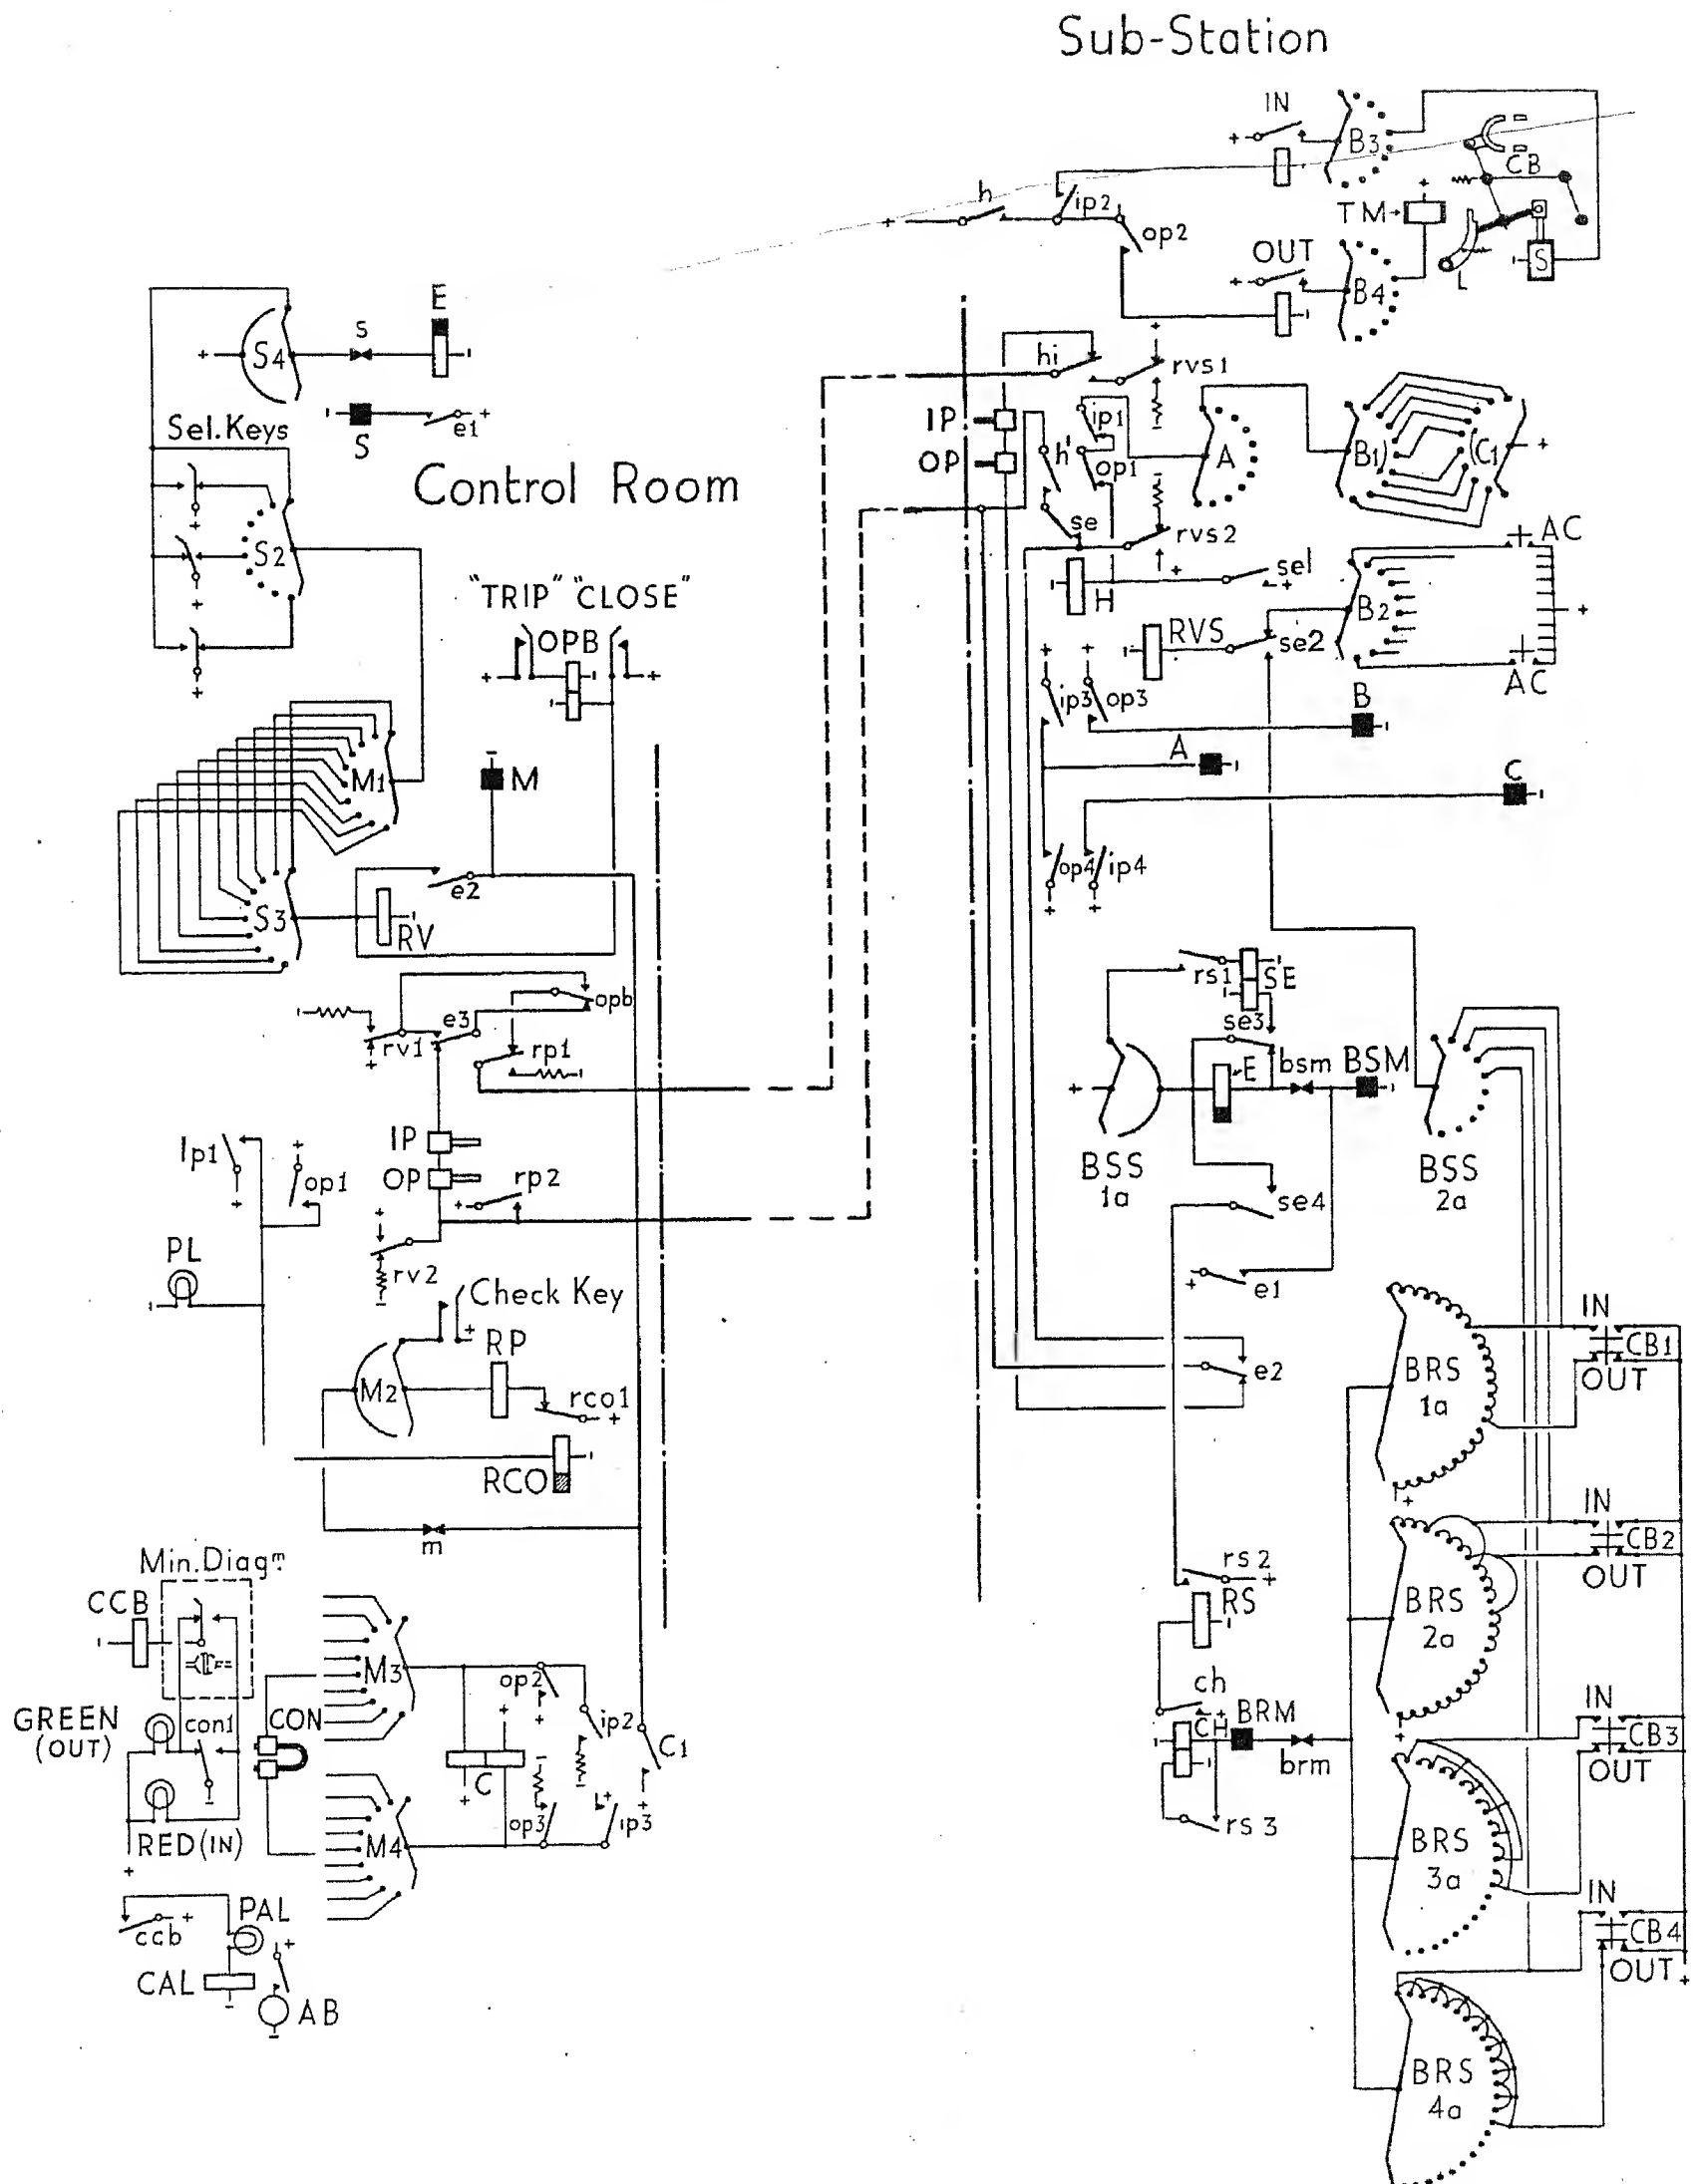 Sub-Station
IN
B3
CB
h
ip2
op2
TM
OUT
B4
S
L
E
s
S4
e1
S
Sel.Keys
Control Room
S2
hi
rvs1
IP
OP
ip1
h'
op1
A
B1)
(C1
se
rvs2
AC
H
sel
B2
RVS
se2
AC
"TRIP" "CLOSE"
OPB
ip3
op3
B
A
C
M1
M
op4
ip4
e2
S3
RV
rs1
SE
opb
e3
se3
rv1
rp1
E
bsm
BSM
BSS
1a
BSS
2a
Ip1
op1
IP
OP
rp2
se4
PL
rv2
e1
Check Key
RP
M2
rco1
RCO
e2
IN
CB1
OUT
BRS
1a
m
Min.Diagm
CCB
IN
CB2
OUT
BRS
2a
rs2
RS
M3
op2
ip2
GREEN
(OUT)
con1
CON
C1
C
ch
CH
BRM
brm
IN
CB3
OUT
RED(IN)
M4
op3
ip3
rs3
BRS
3a
ccb
PAL
CAL
AB
IN
CB4
OUT
BRS
4a